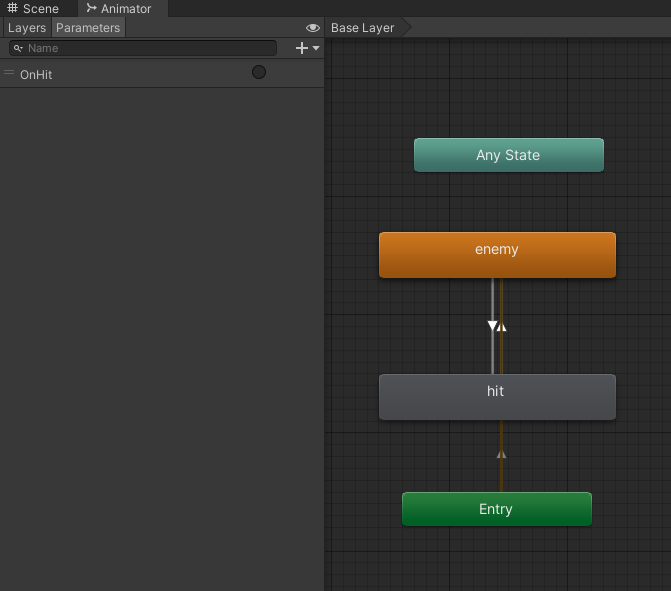 Scene
Animator
Layers
Parameters
Base Layer
Name
OnHit
Any State
enemy
hit
Entry